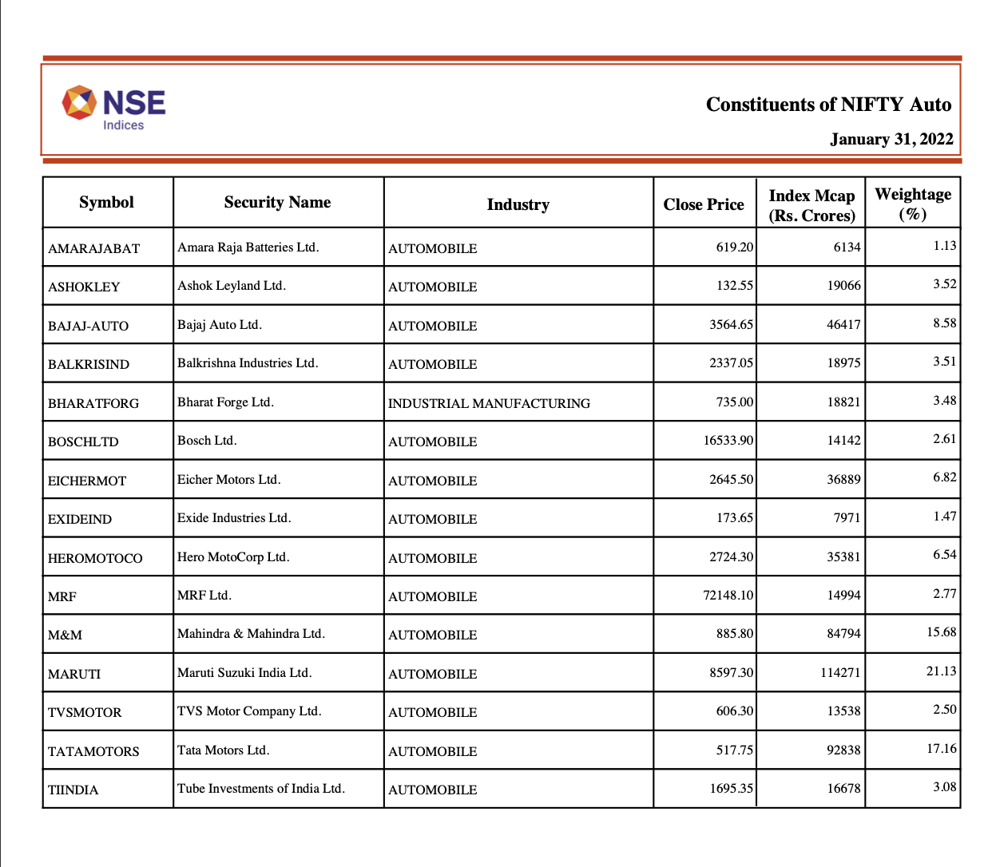 NSE
Indices
Constituents of NIFTY Auto
January 31, 2022
Symbol Security Name Industry Close Price Index Mcap (Rs. Crores) Weightage (%)
AMARAJABAT Amara Raja Batteries Ltd. AUTOMOBILE 619.20 6134 1.13
ASHOKLEY Ashok Leyland Ltd. AUTOMOBILE 132.55 19066 3.52
BAJAJ-AUTO Bajaj Auto Ltd. AUTOMOBILE 3564.65 46417 8.58
BALKRISIND Balkrishna Industries Ltd. AUTOMOBILE 2337.05 18975 3.51
BHARATFORG Bharat Forge Ltd. INDUSTRIAL MANUFACTURING 735.00 18821 3.48
BOSCHLTD Bosch Ltd. AUTOMOBILE 16533.90 14142 2.61
EICHERMOT Eicher Motors Ltd. AUTOMOBILE 2645.50 36889 6.82
EXIDEIND Exide Industries Ltd. AUTOMOBILE 173.65 7971 1.47
HEROMOTOCO Hero MotoCorp Ltd. AUTOMOBILE 2724.30 35381 6.54
MRF MRF Ltd. AUTOMOBILE 72148.10 14994 2.77
M&M Mahindra & Mahindra Ltd. AUTOMOBILE 885.80 84794 15.68
MARUTI Maruti Suzuki India Ltd. AUTOMOBILE 8597.30 114271 21.13
TVSMOTOR TVS Motor Company Ltd. AUTOMOBILE 606.30 13538 2.50
TATAMOTORS Tata Motors Ltd. AUTOMOBILE 517.75 92838 17.16
TIINDIA Tube Investments of India Ltd. AUTOMOBILE 1695.35 16678 3.08